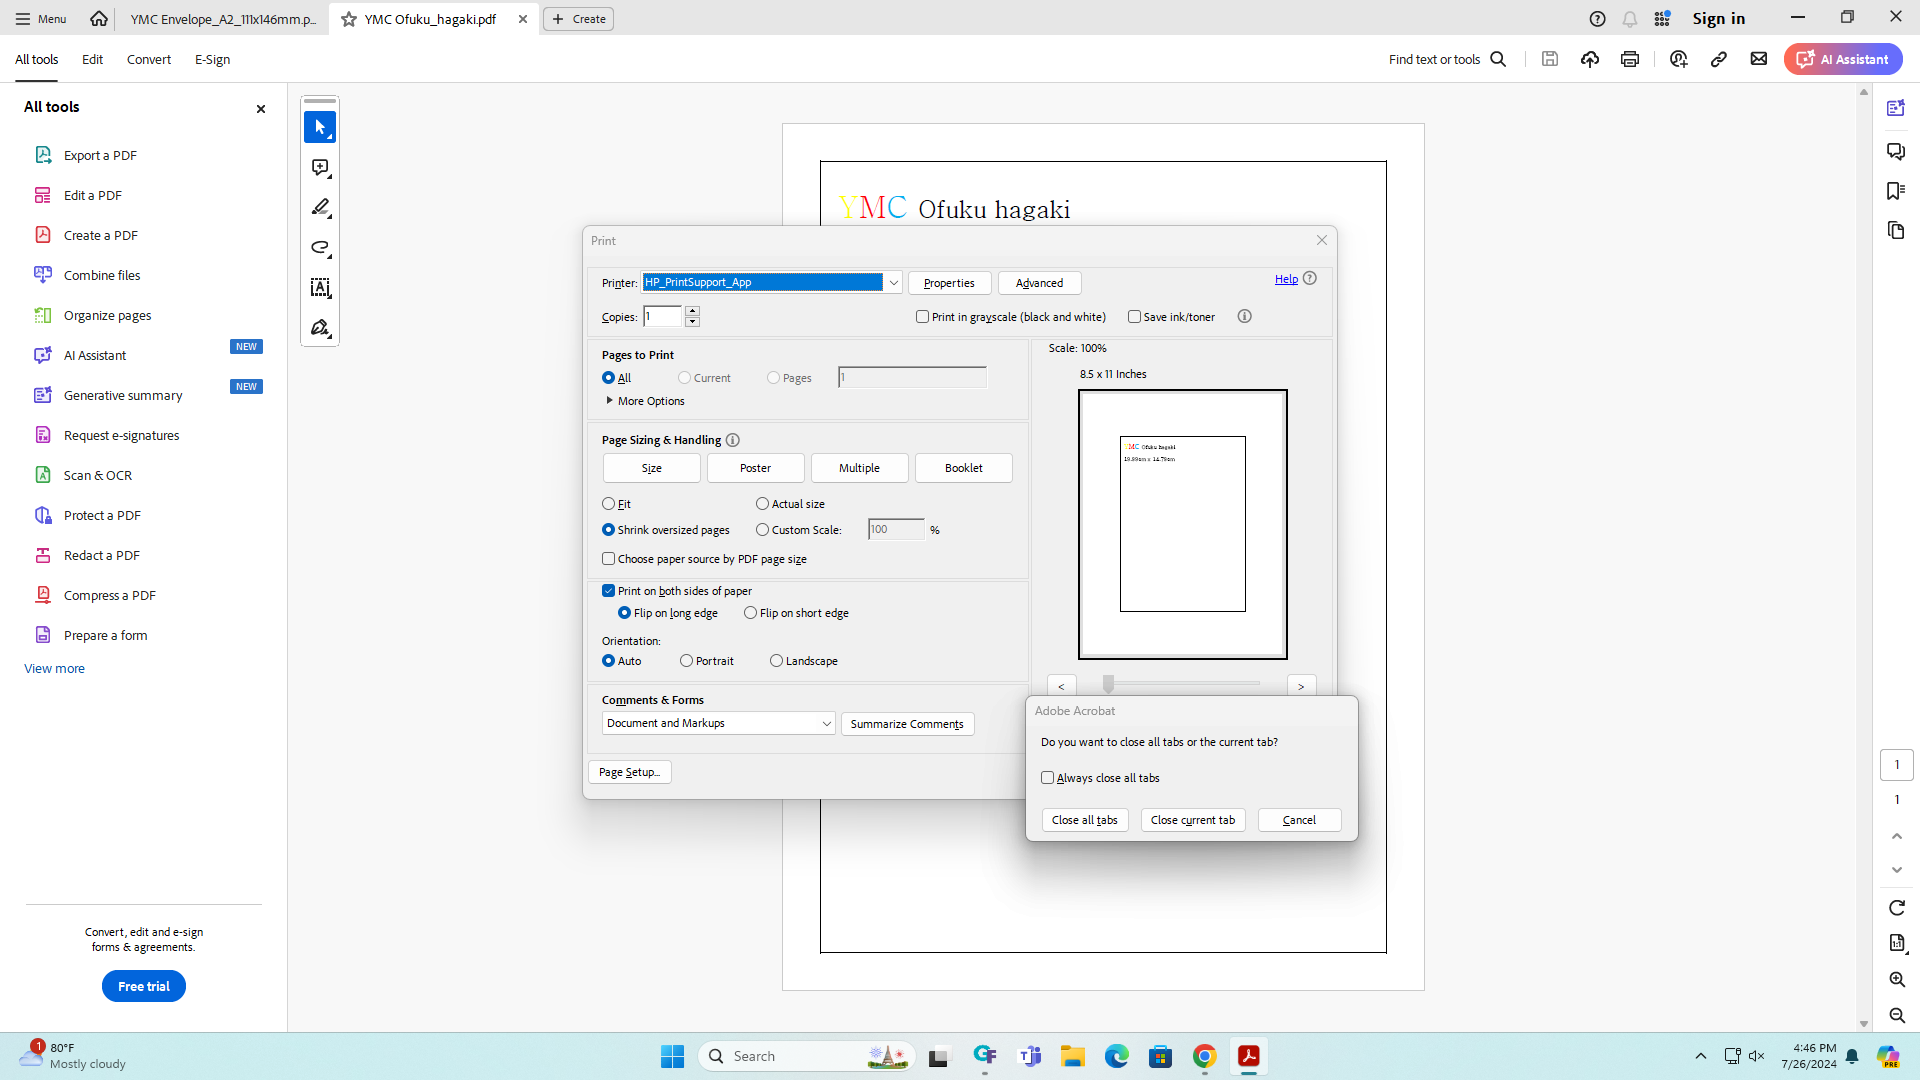 Menu
YMC Envelope_A2_111x146mm.p...
YMC Ofuku_hagaki.pdf
Create
Sign in
All tools
Edit
Convert
E-Sign
Find text or tools
AI Assistant
All tools
Export a PDF
Edit a PDF
Create a PDF
Combine files
Organize pages
AI Assistant
NEW
Generative summary
NEW
Request e-signatures
Scan & OCR
Protect a PDF
Redact a PDF
Compress a PDF
Prepare a form
View more
Convert, edit and e-sign
forms & agreements.
Free trial
YMC Ofuku hagaki
Print
Printer:
HP_PrintSupport_App
Properties
Advanced
Help
Copies:
1
Print in grayscale (black and white)
Save ink/toner
Pages to Print
All
Current
Pages
1
More Options
Page Sizing & Handling
Size
Poster
Multiple
Booklet
Fit
Actual size
Shrink oversized pages
Custom Scale:
100
%
Choose paper source by PDF page size
Print on both sides of paper
Flip on long edge
Flip on short edge
Orientation:
Auto
Portrait
Landscape
Comments & Forms
Document and Markups
Summarize Comments
Page Setup...
Scale: 100%
8.5 x 11 Inches
YMC Ofuku hagaki
19.99cm x 14.79cm
<
>
Adobe Acrobat
Do you want to close all tabs or the current tab?
Always close all tabs
Close all tabs
Close current tab
Cancel
1
1
1
80°F
Mostly cloudy
Search
4:46 PM
7/26/2024
PRE